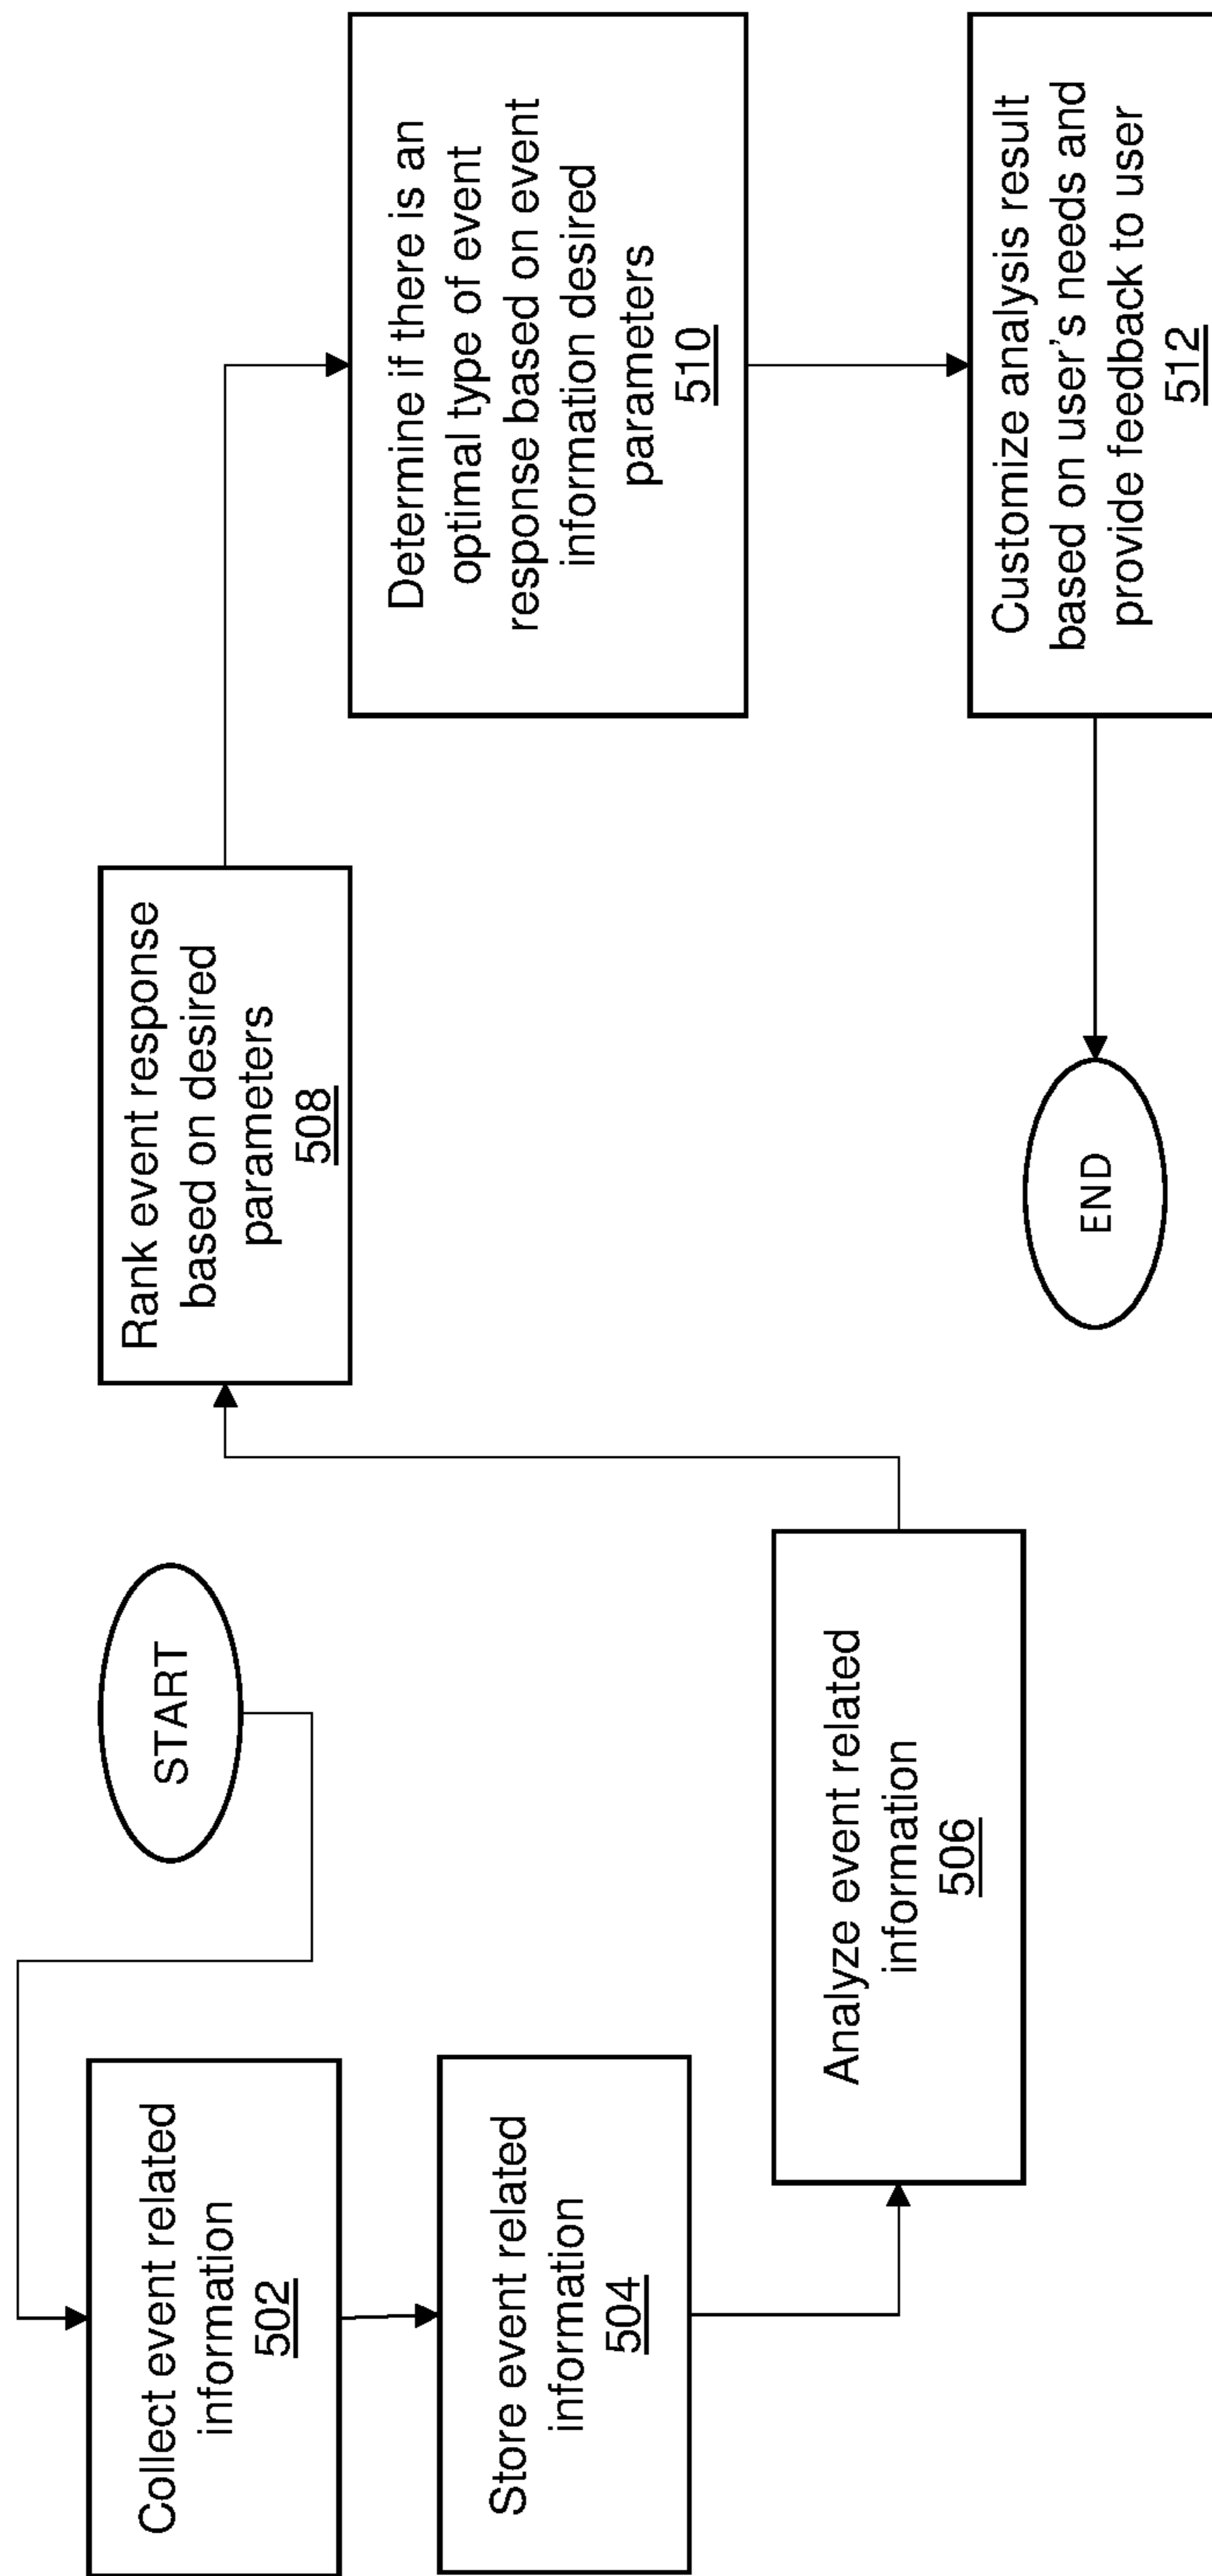 START
Collect event related
information
502
Store event related
information
504
Analyze event related
information
506
Rank event response
based on desired
parameters
508
Determine if there is an
optimal type of event
response based on event
information desired
parameters
510
Customize analysis result
based on user's needs and
provide feedback to user
512
END